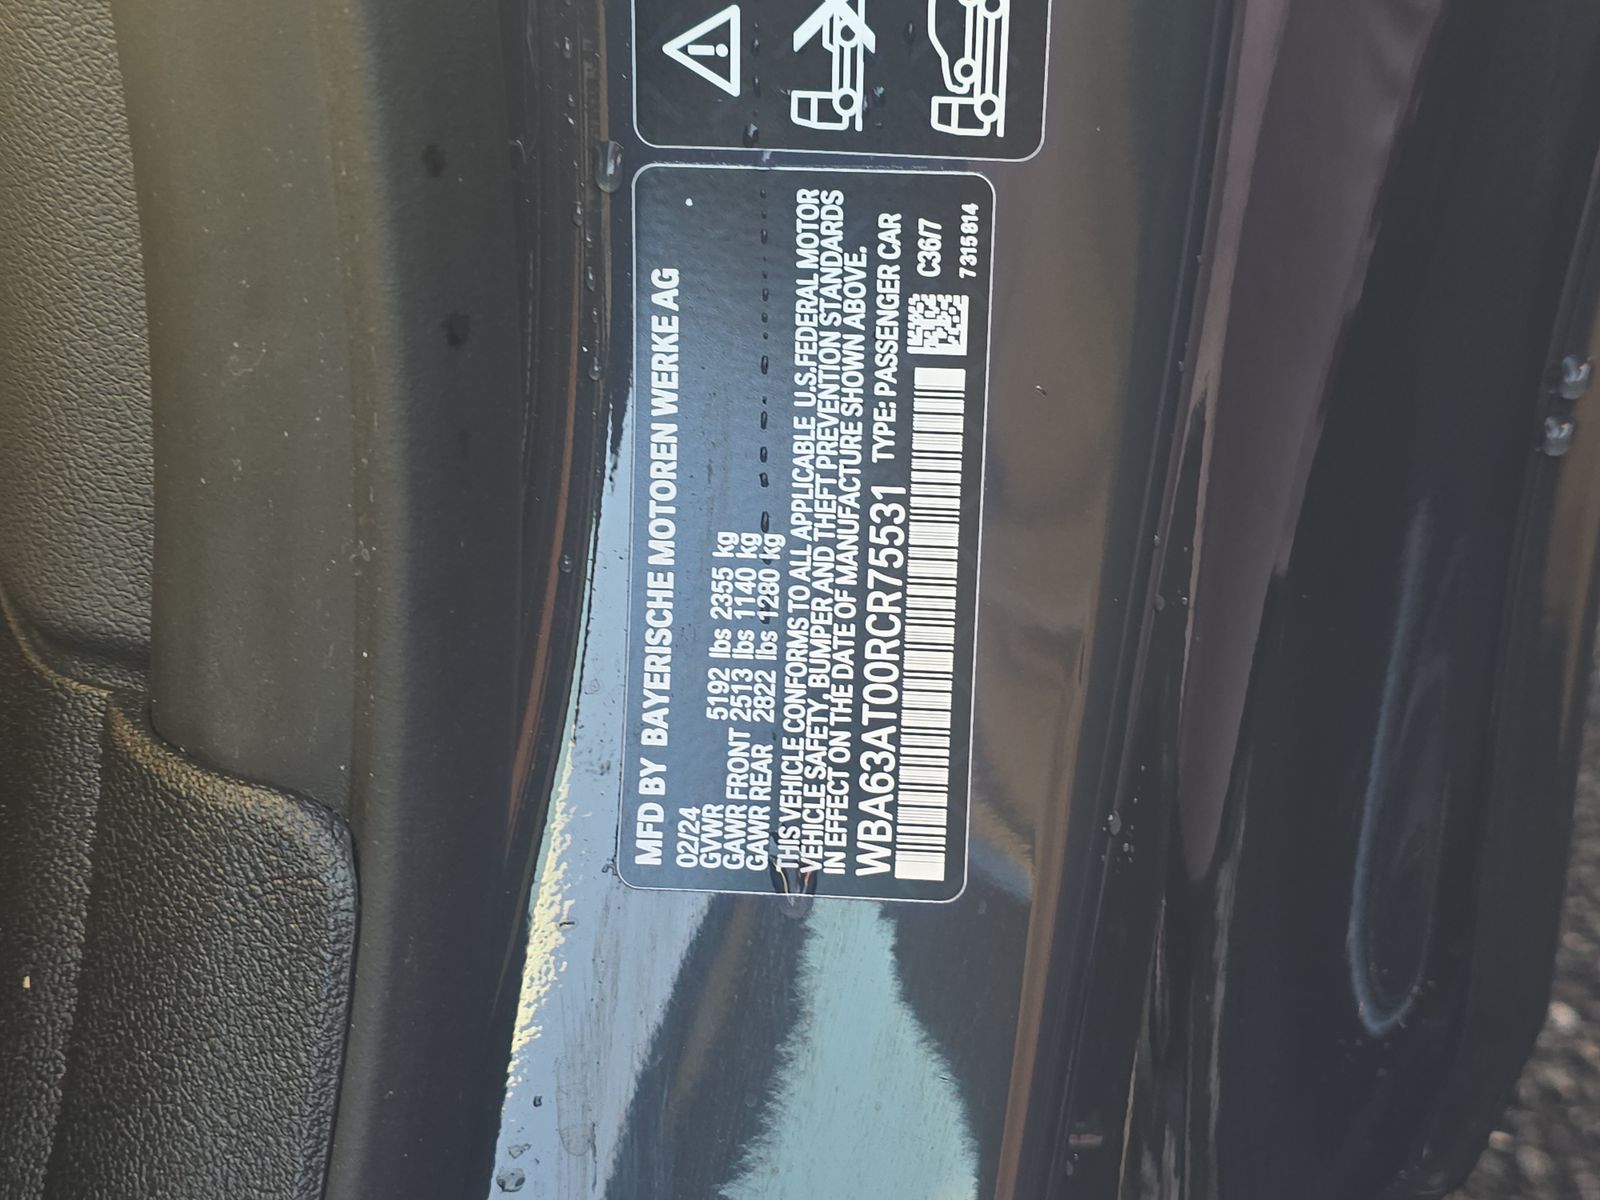 MFD BY BAYERISCHE MOTOREN WERKE AG
02/24
GVWR 5192 lbs 2355 kg
GAWR FRONT 2513 lbs 1140 kg
GAWR REAR 2822 lbs 1280 kg
THIS VEHICLE CONFORMS TO ALL APPLICABLE U.S.FEDERAL MOTOR
VEHICLE SAFETY, BUMPER AND THEFT PREVENTION STANDARDS
IN EFFECT ON THE DATE OF MANUFACTURE SHOWN ABOVE.
WBA63AT00RCR75531 TYPE: PASSENGER CAR
C36/7
7315814